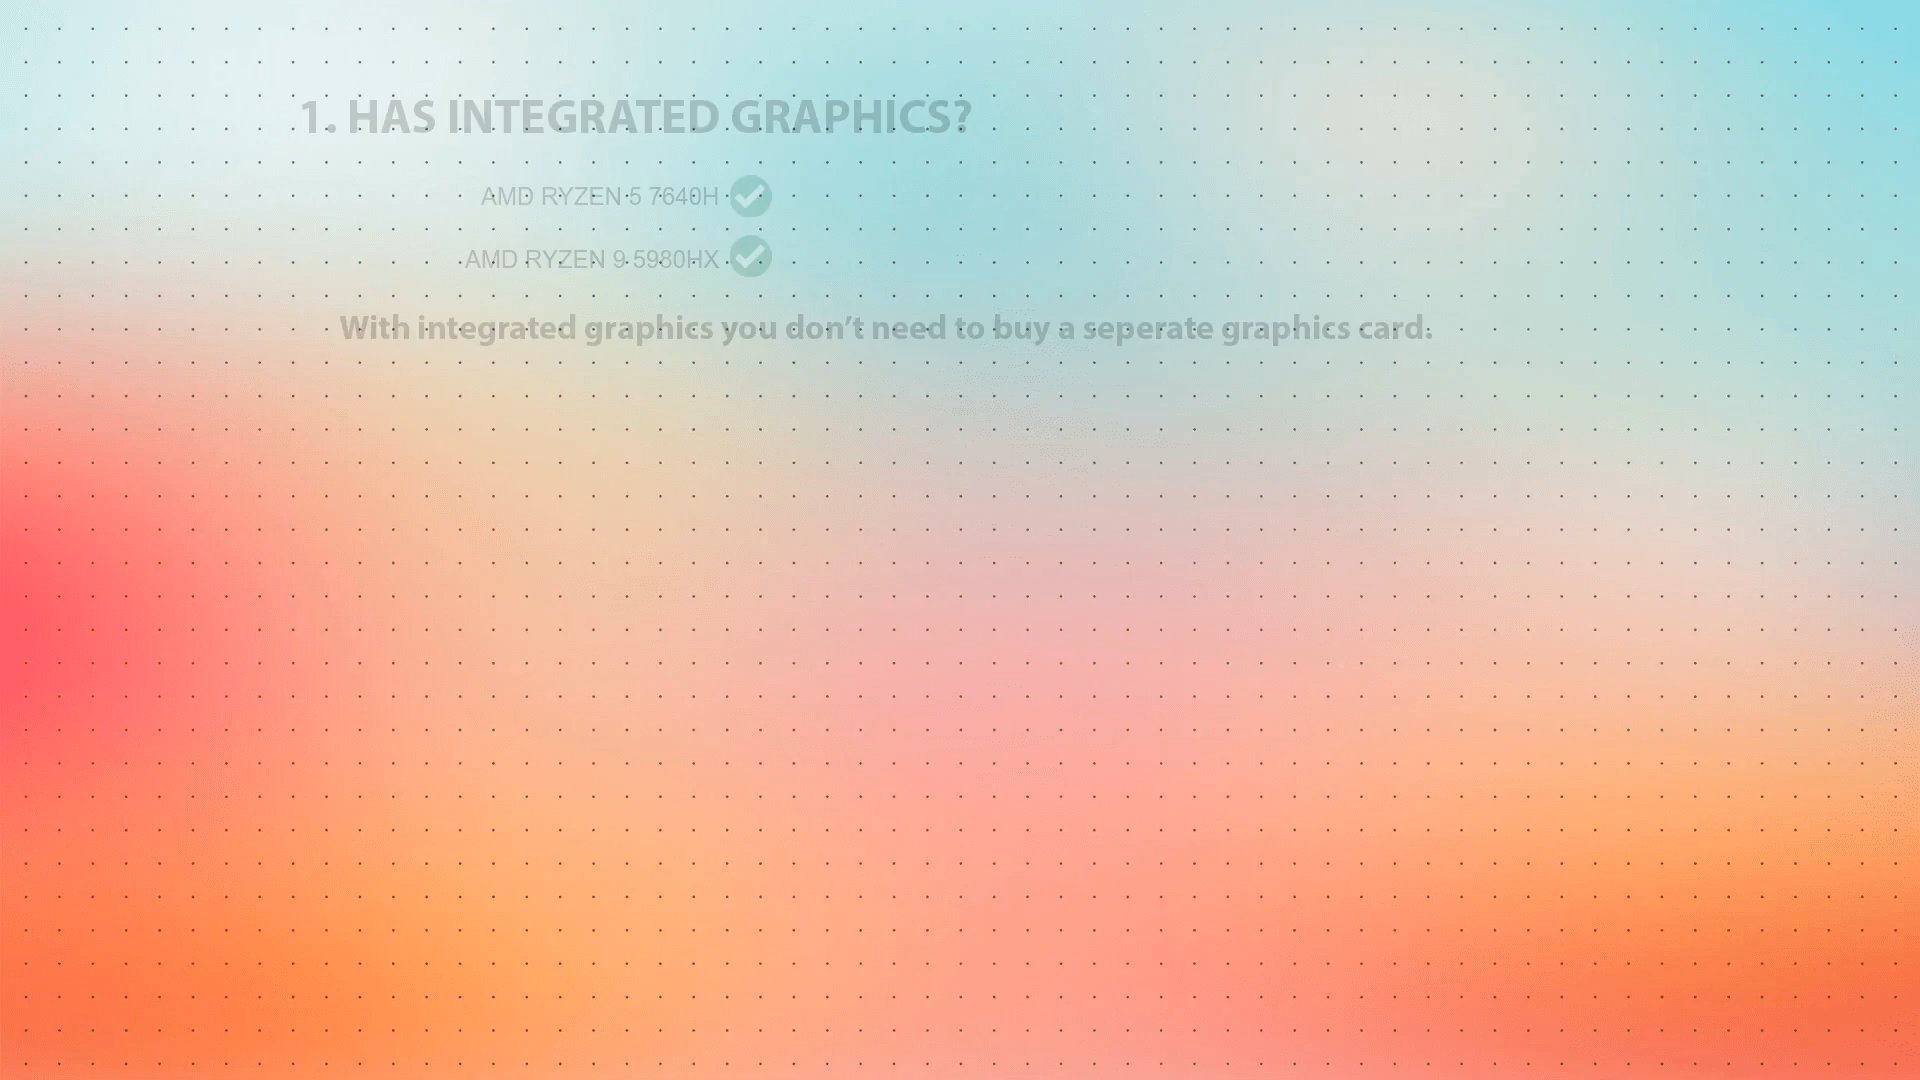 1. HAS INTEGRATED GRAPHICS?
AMD RYZEN 5 7640H
AMD RYZEN 9 5980HX
With integrated graphics you don’t need to buy a seperate graphics card.